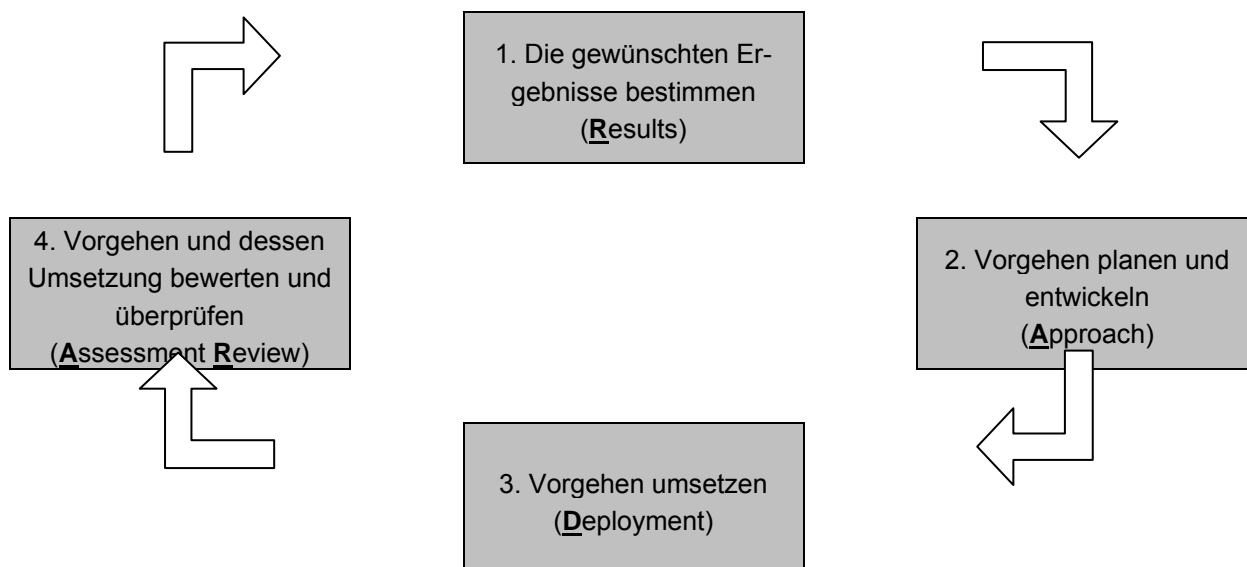 1. Die gewünschten Er-
gebnisse bestimmen
(Results)
2. Vorgehen planen und
entwickeln
(Approach)
3. Vorgehen umsetzen
(Deployment)
4. Vorgehen und dessen
Umsetzung bewerten und
überprüfen
(Assessment Review)